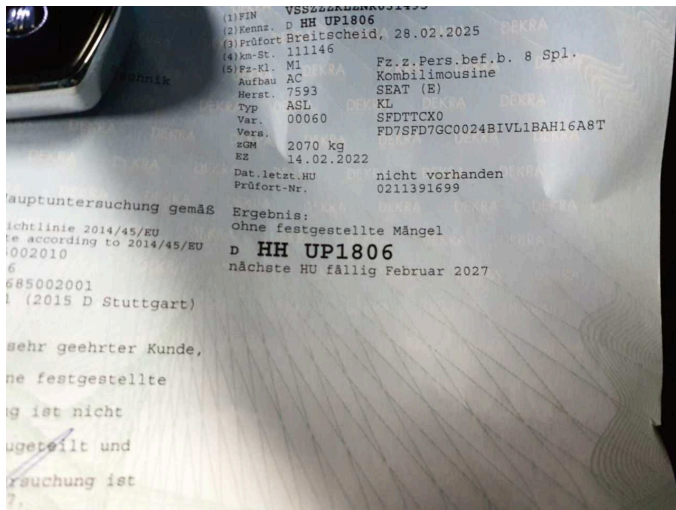 (1) FIN
(2) Kennz. D HH UP1806
(3) Prüfort Breitscheid, 28.02.2025
(4) km-St. 111146
(5) Fz-Kl. M1 Fz.z.Pers.bef.b. 8 Spl.
Aufbau AC Kombilimousine
Herst. 7593 SEAT (E)
Typ ASL KL
Var. 00060 SFDTTCX0
Vers. FD7SFD7GC0024BIVL1BAH16A8T
zGM 2070 kg
EZ 14.02.2022
Dat.letzt.HU nicht vorhanden
Prüfort-Nr. 0211391699
Ergebnis:
ohne festgestellte Mängel
D HH UP1806
nächste HU fällig Februar 2027
echnik
auptuntersuchung gemäß
ichtlinie 2014/45/EU
te according to 2014/45/EU
002010
6
685002001
(2015 D Stuttgart)
sehr geehrter Kunde,
ne festgestellte
g ist nicht
ugeteilt und
rsuchung ist
7.
DEKRA